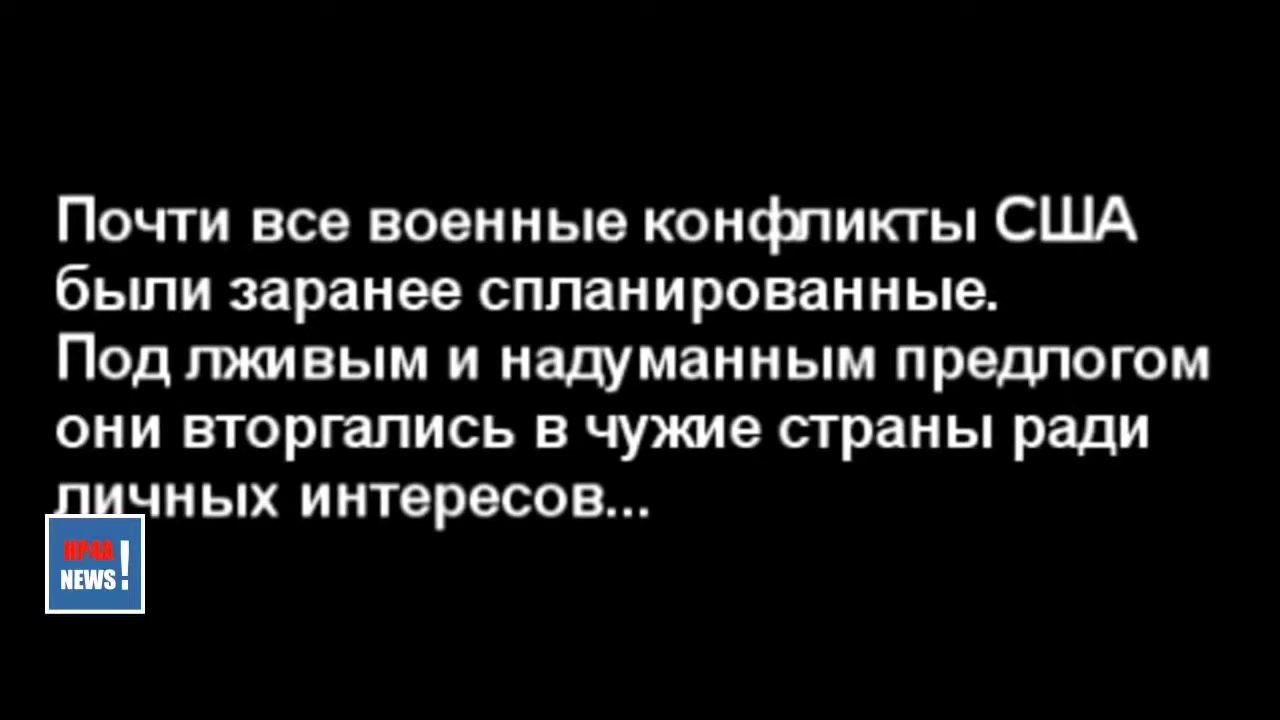 Почти все военные конфликты США
были заранее спланированные.
Под лживым и надуманным предлогом
они вторгались в чужие страны ради
личных интересов...
HP4A
NEWS!